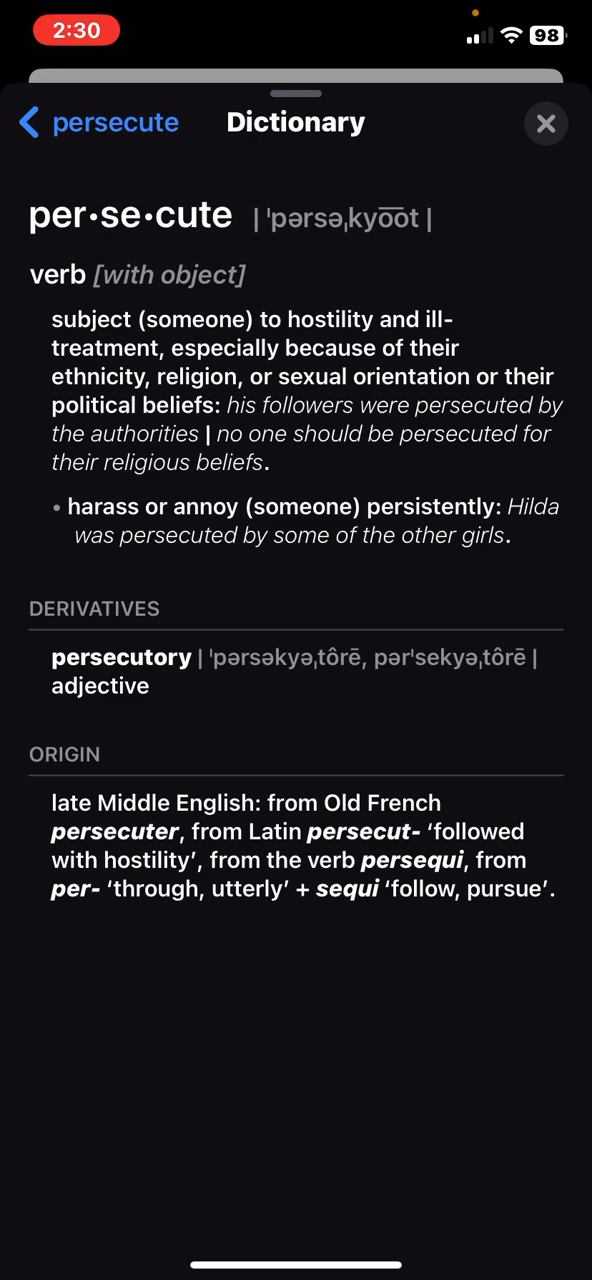 2:30
98
persecute
Dictionary
per•se•cute | ˈpərsəˌkyo͞ot |
verb [with object]
subject (someone) to hostility and ill-
treatment, especially because of their
ethnicity, religion, or sexual orientation or their
political beliefs: his followers were persecuted by
the authorities | no one should be persecuted for
their religious beliefs.
• harass or annoy (someone) persistently: Hilda
was persecuted by some of the other girls.
DERIVATIVES
persecutory | ˈpərsəkyəˌtôrē, pərˈsekyəˌtôrē |
adjective
ORIGIN
late Middle English: from Old French
persecuter, from Latin persecut- ‘followed
with hostility’, from the verb persequi, from
per- ‘through, utterly’ + sequi ‘follow, pursue’.